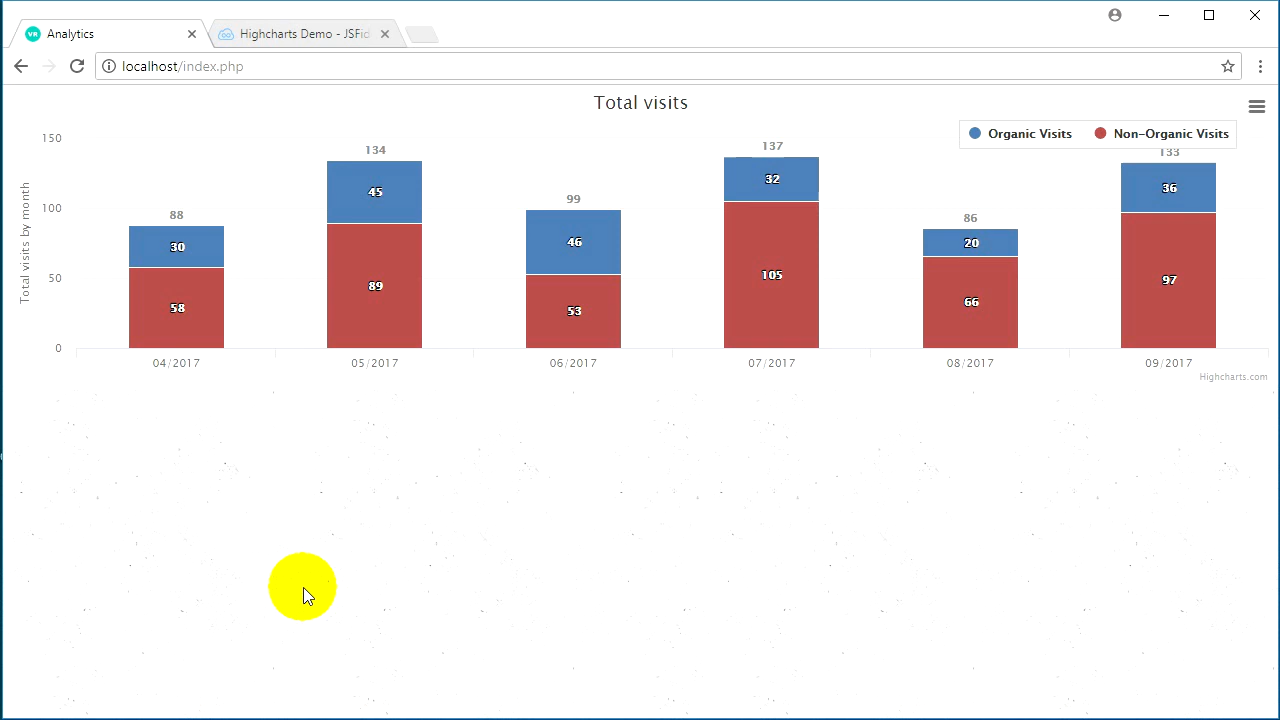 VR Analytics
Highcharts Demo - JSFid
localhost/index.php
Total visits
Organic Visits Non-Organic Visits
Total visits by month
150
100
50
0
88 134 99 137 86 133
30 45 46 32 20 36
58 89 53 105 66 97
04/2017 05/2017 06/2017 07/2017 08/2017 09/2017
Highcharts.com